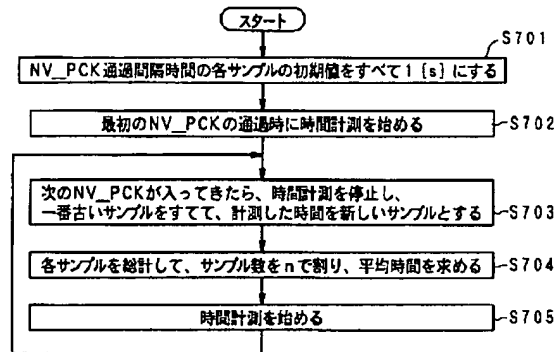 スタート
S701
NV_PCK通過間隔時間の各サンプルの初期値をすべて1{s}にする
最初のNV_PCKの通過時に時間計測を始める
S702
次のNV_PCKが入ってきたら、時間計測を停止し、
一番古いサンプルをすてて、計測した時間を新しいサンプルとする
S703
各サンプルを総計して、サンプル数をnで割り、平均時間を求める
S704
時間計測を始める
S705